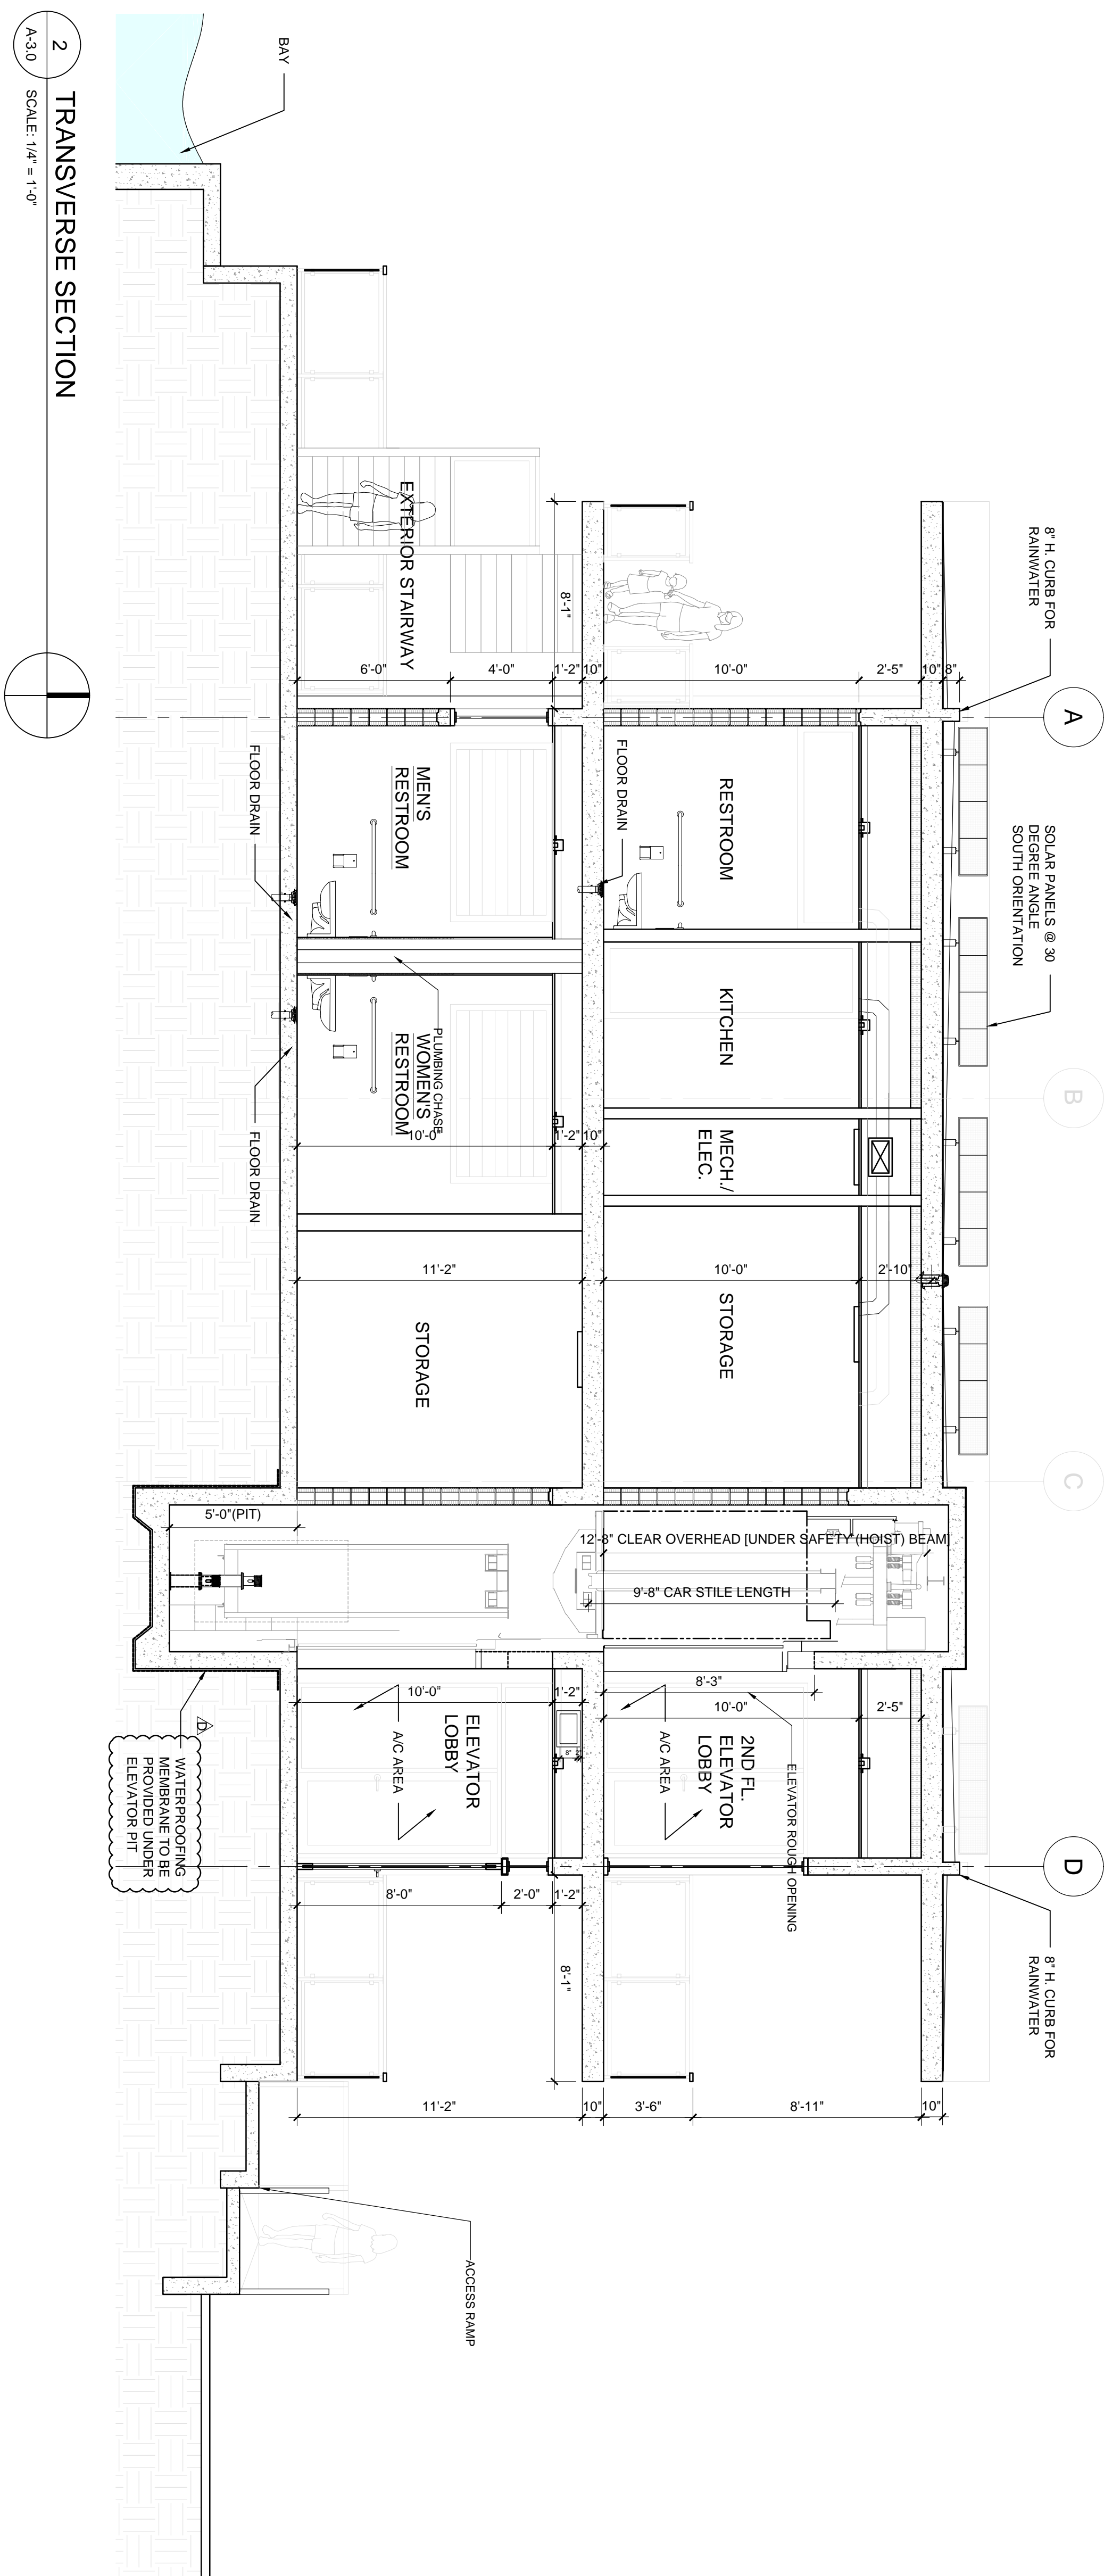 8" H. CURB FOR
RAINWATER
A
SOLAR PANELS @ 30
DEGREE ANGLE
SOUTH ORIENTATION
B
C
D
8" H. CURB FOR
RAINWATER
8"
10"
2'-5"
10'-0"
10"
1'-2"
4'-0"
6'-0"
8'-1"
EXTERIOR STAIRWAY
BAY
RESTROOM
KITCHEN
MECH./
ELEC.
STORAGE
2'-10"
10'-0"
FLOOR DRAIN
MEN'S
RESTROOM
PLUMBING CHASE
WOMEN'S
RESTROOM
10'-0"
1'-2"
10"
STORAGE
11'-2"
FLOOR DRAIN
FLOOR DRAIN
12'-8" CLEAR OVERHEAD [UNDER SAFETY (HOIST) BEAM]
9'-8" CAR STILE LENGTH
5'-0"(PIT)
8'-3"
10'-0"
2'-5"
ELEVATOR ROUGH OPENING
2ND FL.
ELEVATOR
LOBBY
A/C AREA
10'-0"
1'-2"
8"
ELEVATOR
LOBBY
A/C AREA
8'-0"
2'-0"
1'-2"
8'-1"
11'-2"
10"
3'-6"
8'-11"
10"
ACCESS RAMP
D
WATERPROOFING
MEMBRANE TO BE
PROVIDED UNDER
ELEVATOR PIT
2
A-3.0
TRANSVERSE SECTION
SCALE: 1/4" = 1'-0"